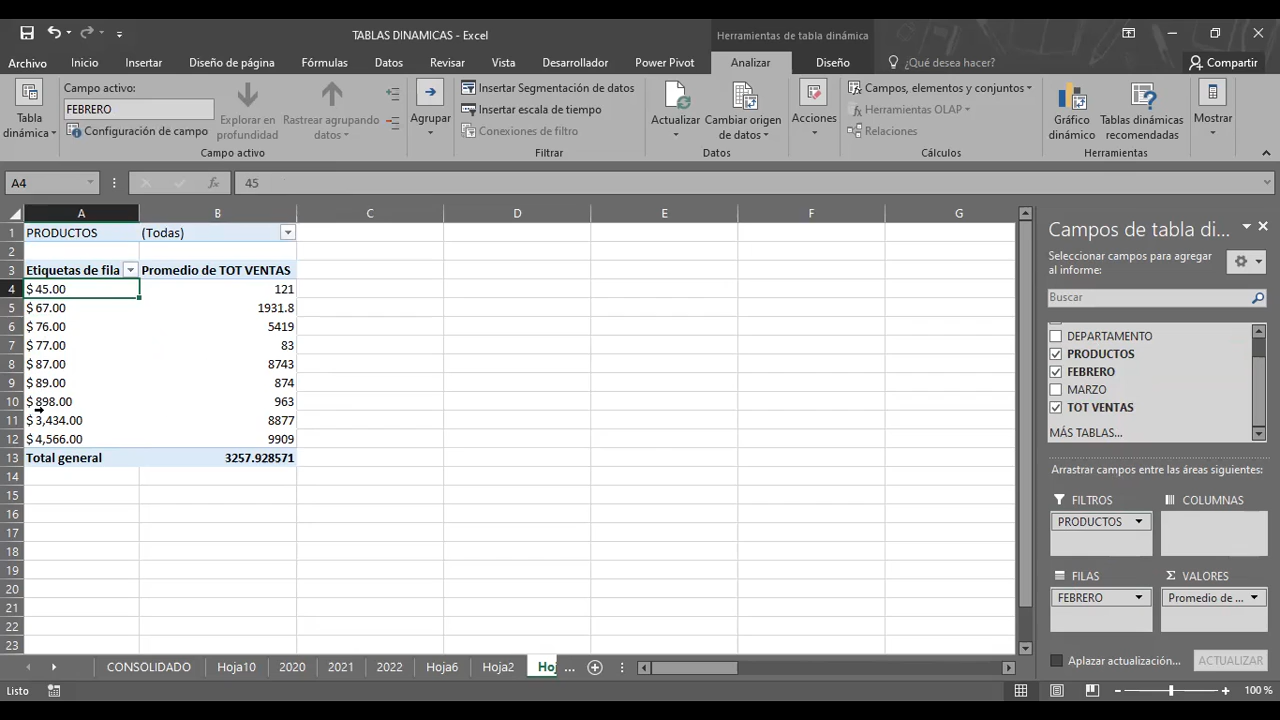 TABLAS DINAMICAS - Excel
Herramientas de tabla dinámica
Archivo Inicio Insertar Diseño de página Fórmulas Datos Revisar Vista Desarrollador Power Pivot Analizar Diseño ¿Qué desea hacer? Compartir
Tabla dinámica
Campo activo:
FEBRERO
Configuración de campo
Explorar en profundidad
Rastrear agrupando datos
Campo activo
Agrupar
Insertar Segmentación de datos
Insertar escala de tiempo
Conexiones de filtro
Filtrar
Actualizar
Cambiar origen de datos
Datos
Acciones
Campos, elementos y conjuntos
Herramientas OLAP
Relaciones
Cálculos
Gráfico dinámico
Tablas dinámicas recomendadas
Herramientas
Mostrar
A4 fx 45
A B C D E F G
1 PRODUCTOS (Todas)
2
3 Etiquetas de fila Promedio de TOT VENTAS
4 $ 45.00 121
5 $ 67.00 1931.8
6 $ 76.00 5419
7 $ 77.00 83
8 $ 87.00 8743
9 $ 89.00 874
10 $ 898.00 963
11 $ 3,434.00 8877
12 $ 4,566.00 9909
13 Total general 3257.928571
14
15
16
17
18
19
20
21
22
23
Campos de tabla di...
Seleccionar campos para agregar al informe:
Buscar
DEPARTAMENTO
PRODUCTOS
FEBRERO
MARZO
TOT VENTAS
MÁS TABLAS...
Arrastrar campos entre las áreas siguientes:
FILTROS COLUMNAS
PRODUCTOS
FILAS Σ VALORES
FEBRERO Promedio de ...
Aplazar actualización... ACTUALIZAR
CONSOLIDADO Hoja10 2020 2021 2022 Hoja6 Hoja2 Hoj ...
Listo 100 %